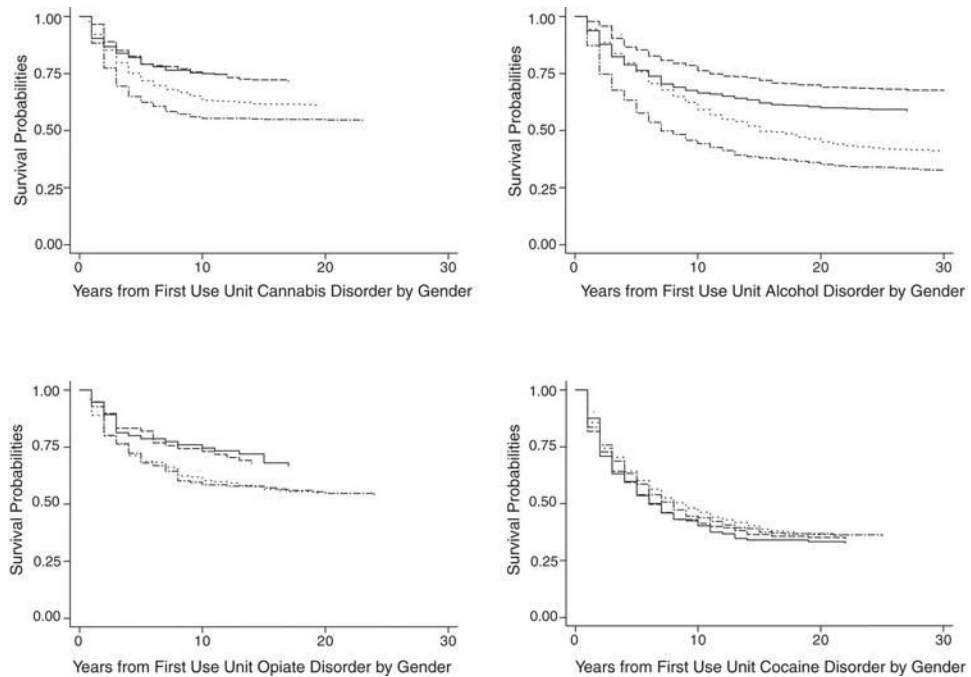 Survival Probabilities
1.00
0.75
0.50
0.25
0.00
0 10 20 30
Years from First Use Unit Cannabis Disorder by Gender
Survival Probabilities
1.00
0.75
0.50
0.25
0.00
0 10 20 30
Years from First Use Unit Alcohol Disorder by Gender
Survival Probabilities
1.00
0.75
0.50
0.25
0.00
0 10 20 30
Years from First Use Unit Opiate Disorder by Gender
Survival Probabilities
1.00
0.75
0.50
0.25
0.00
0 10 20 30
Years from First Use Unit Cocaine Disorder by Gender